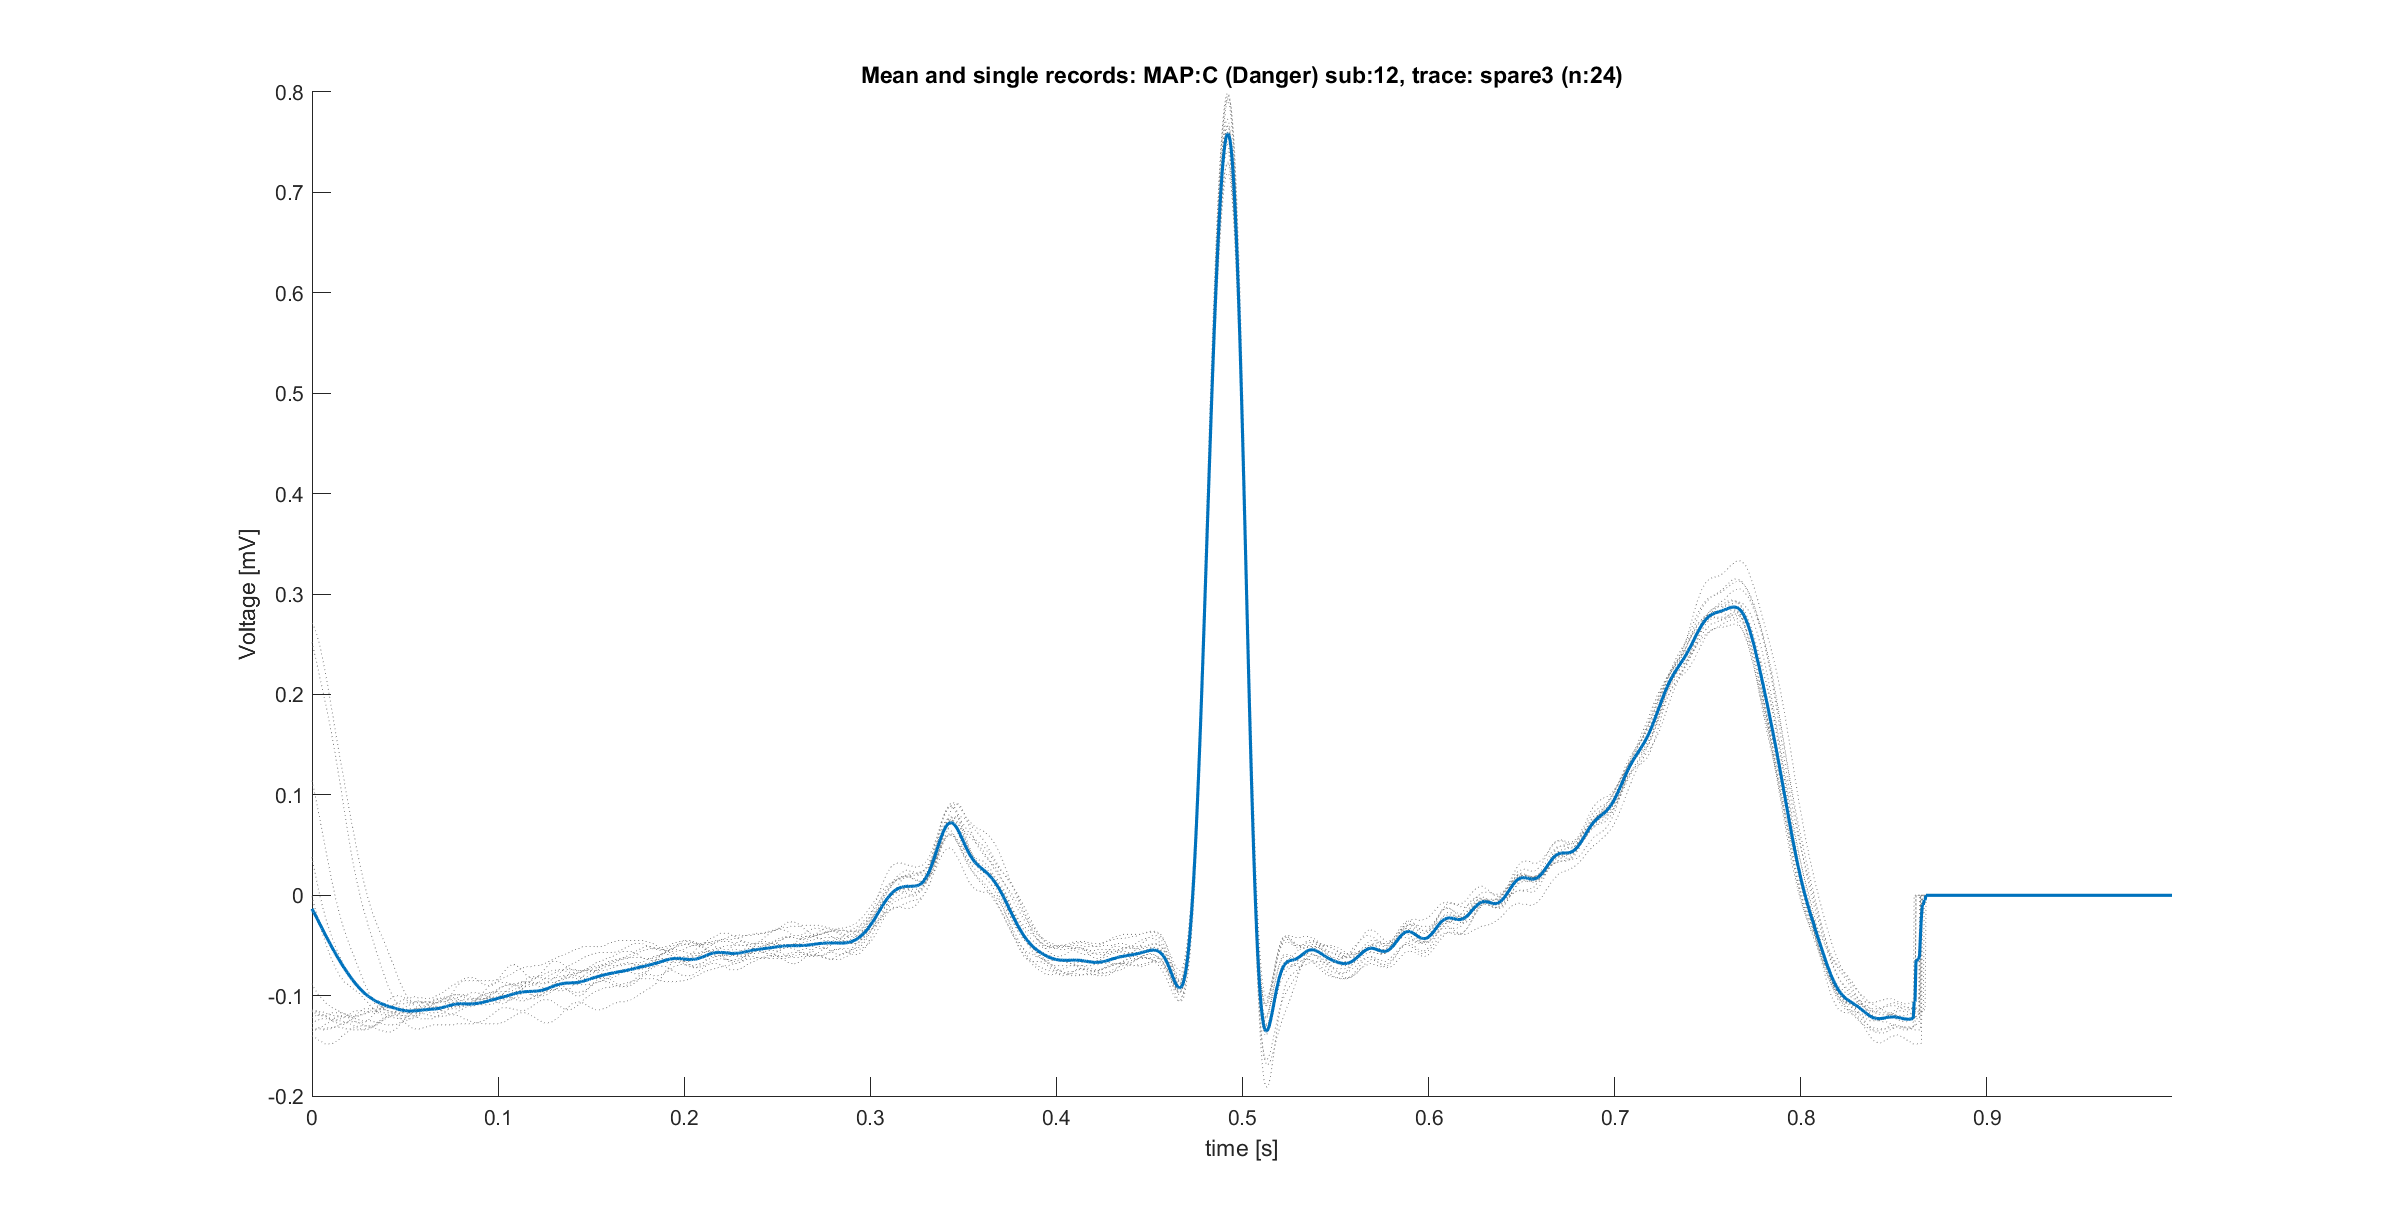 Mean and single records: MAP:C (Danger) sub:12, trace: spare3 (n:24)
0.8
0.7
0.6
0.5
0.4
0.3
0.2
0.1
0
-0.1
-0.2
Voltage [mV]
0 0.1 0.2 0.3 0.4 0.5 0.6 0.7 0.8 0.9
time [s]